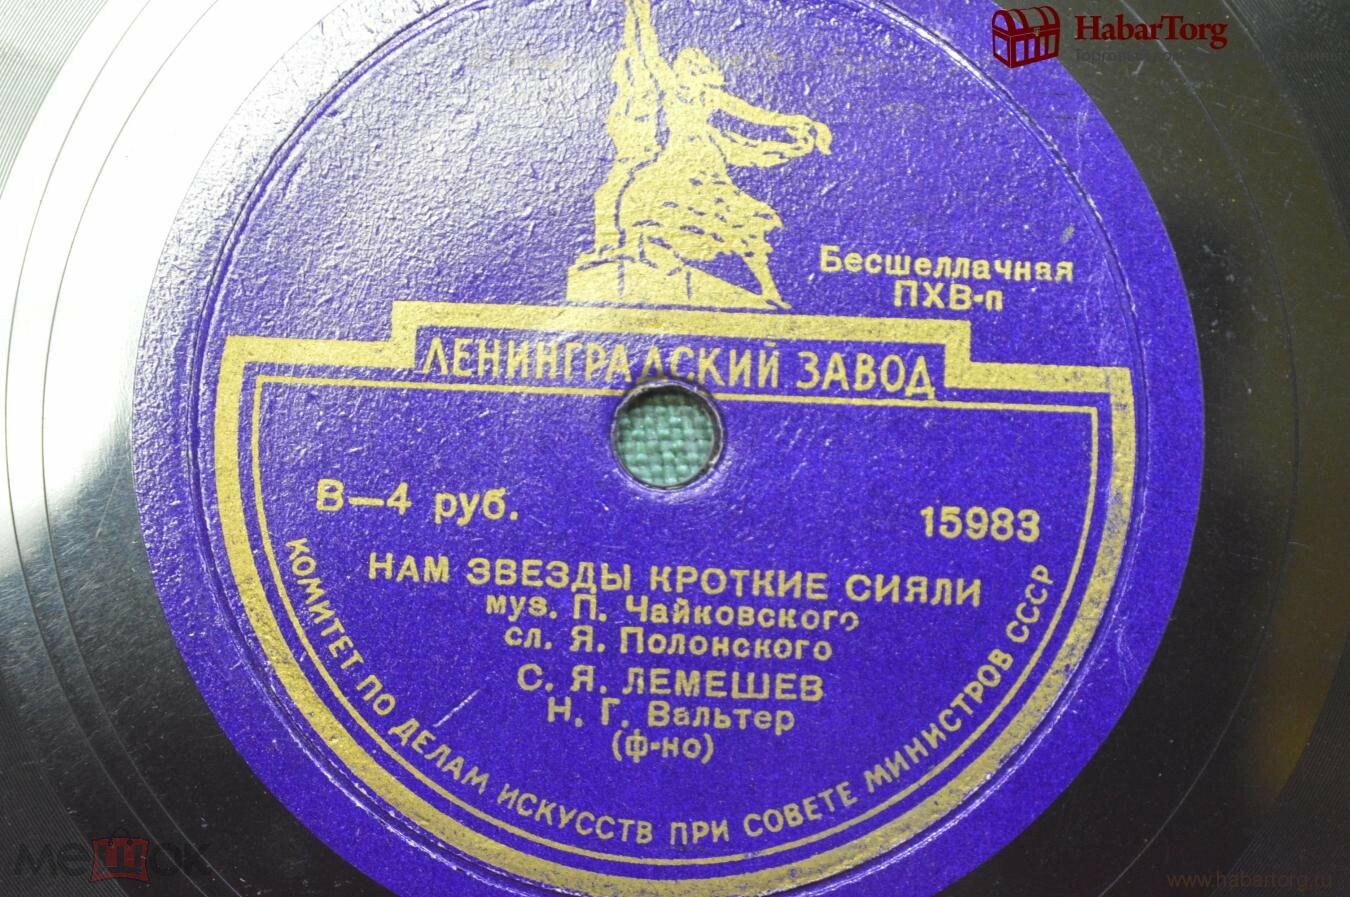 HabarTorg
Бесшеллачная
ПХВ-п
ЛЕНИНГРАДСКИЙ ЗАВОД
В—4 руб.
15983
НАМ ЗВЕЗДЫ КРОТКИЕ СИЯЛИ
муз. П. Чайковского
сл. Я. Полонского
С. Я. ЛЕМЕШЕВ
Н. Г. Вальтер
(ф-но)
КОМИТЕТ ПО ДЕЛАМ ИСКУССТВ ПРИ СОВЕТЕ МИНИСТРОВ СССР
мешок
www.habartorg.ru